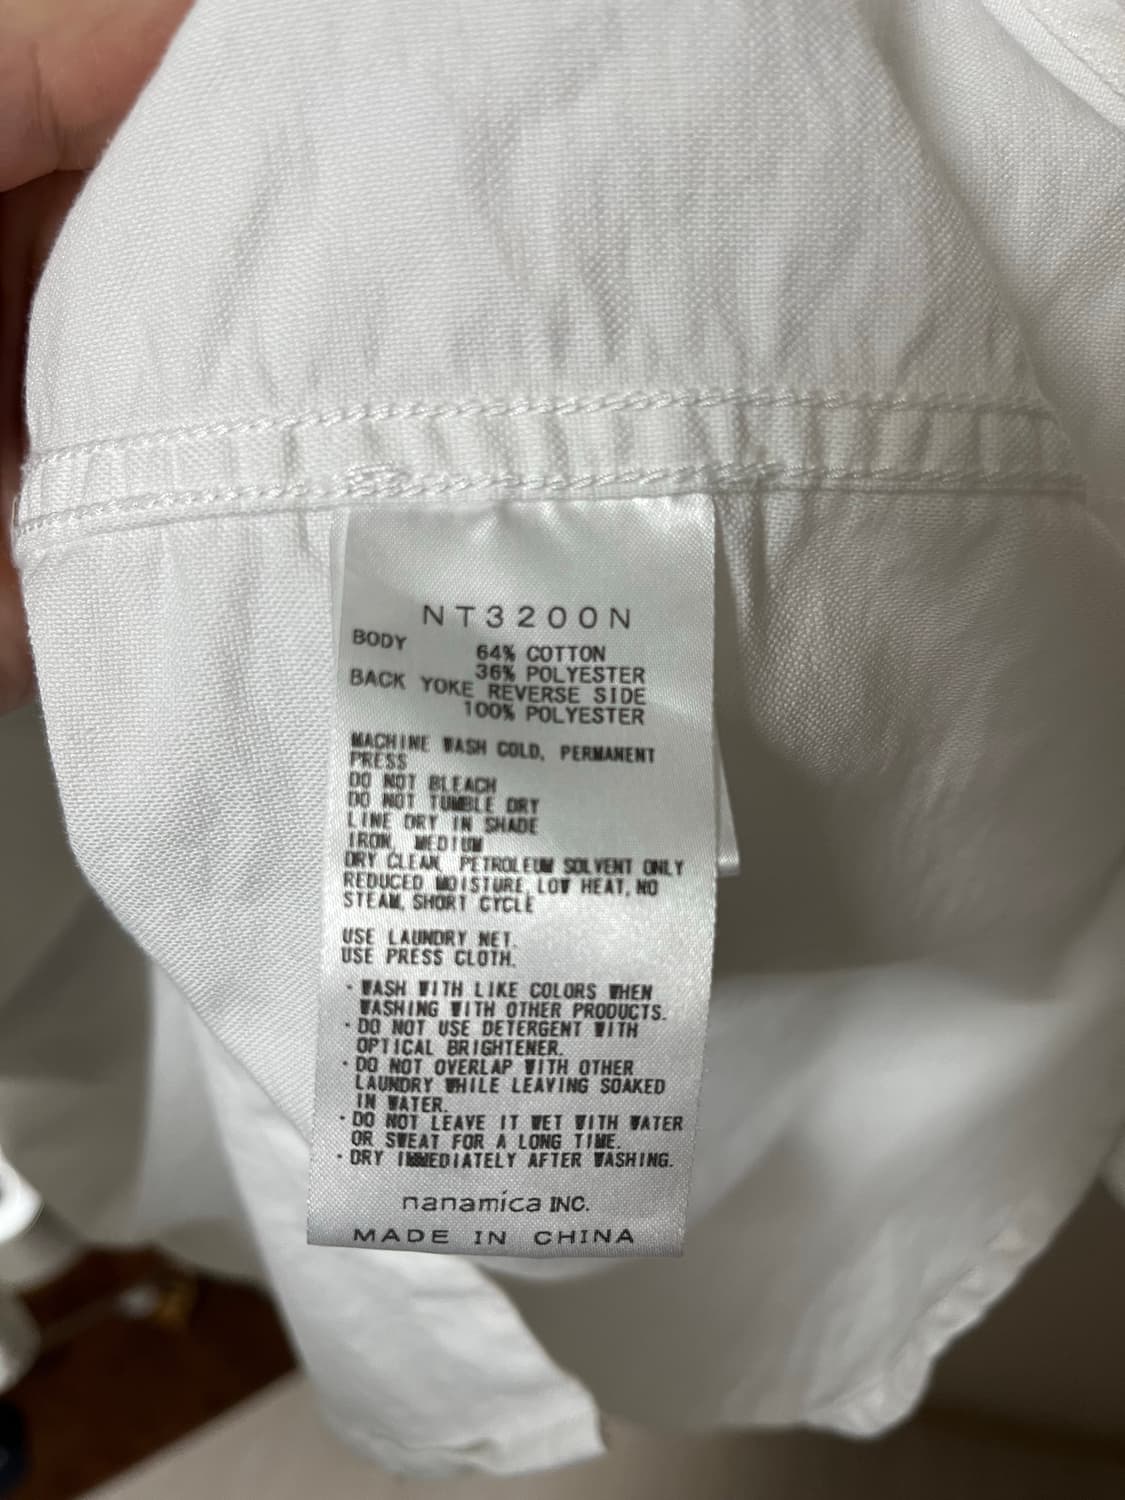 NT3200N
BODY 64% COTTON
36% POLYESTER
BACK YOKE REVERSE SIDE
100% POLYESTER
MACHINE WASH COLD, PERMANENT
PRESS
DO NOT BLEACH
DO NOT TUMBLE DRY
LINE DRY IN SHADE
IRON, MEDIUM
DRY CLEAN, PETROLEUM SOLVENT ONLY
REDUCED MOISTURE, LOW HEAT, NO
STEAM, SHORT CYCLE
USE LAUNDRY NET.
USE PRESS CLOTH.
・WASH WITH LIKE COLORS WHEN
WASHING WITH OTHER PRODUCTS.
・DO NOT USE DETERGENT WITH
OPTICAL BRIGHTENER.
・DO NOT OVERLAP WITH OTHER
LAUNDRY WHILE LEAVING SOAKED
IN WATER.
・DO NOT LEAVE IT WET WITH WATER
OR SWEAT FOR A LONG TIME.
・DRY IMMEDIATELY AFTER WASHING.
nanamica INC.
MADE IN CHINA